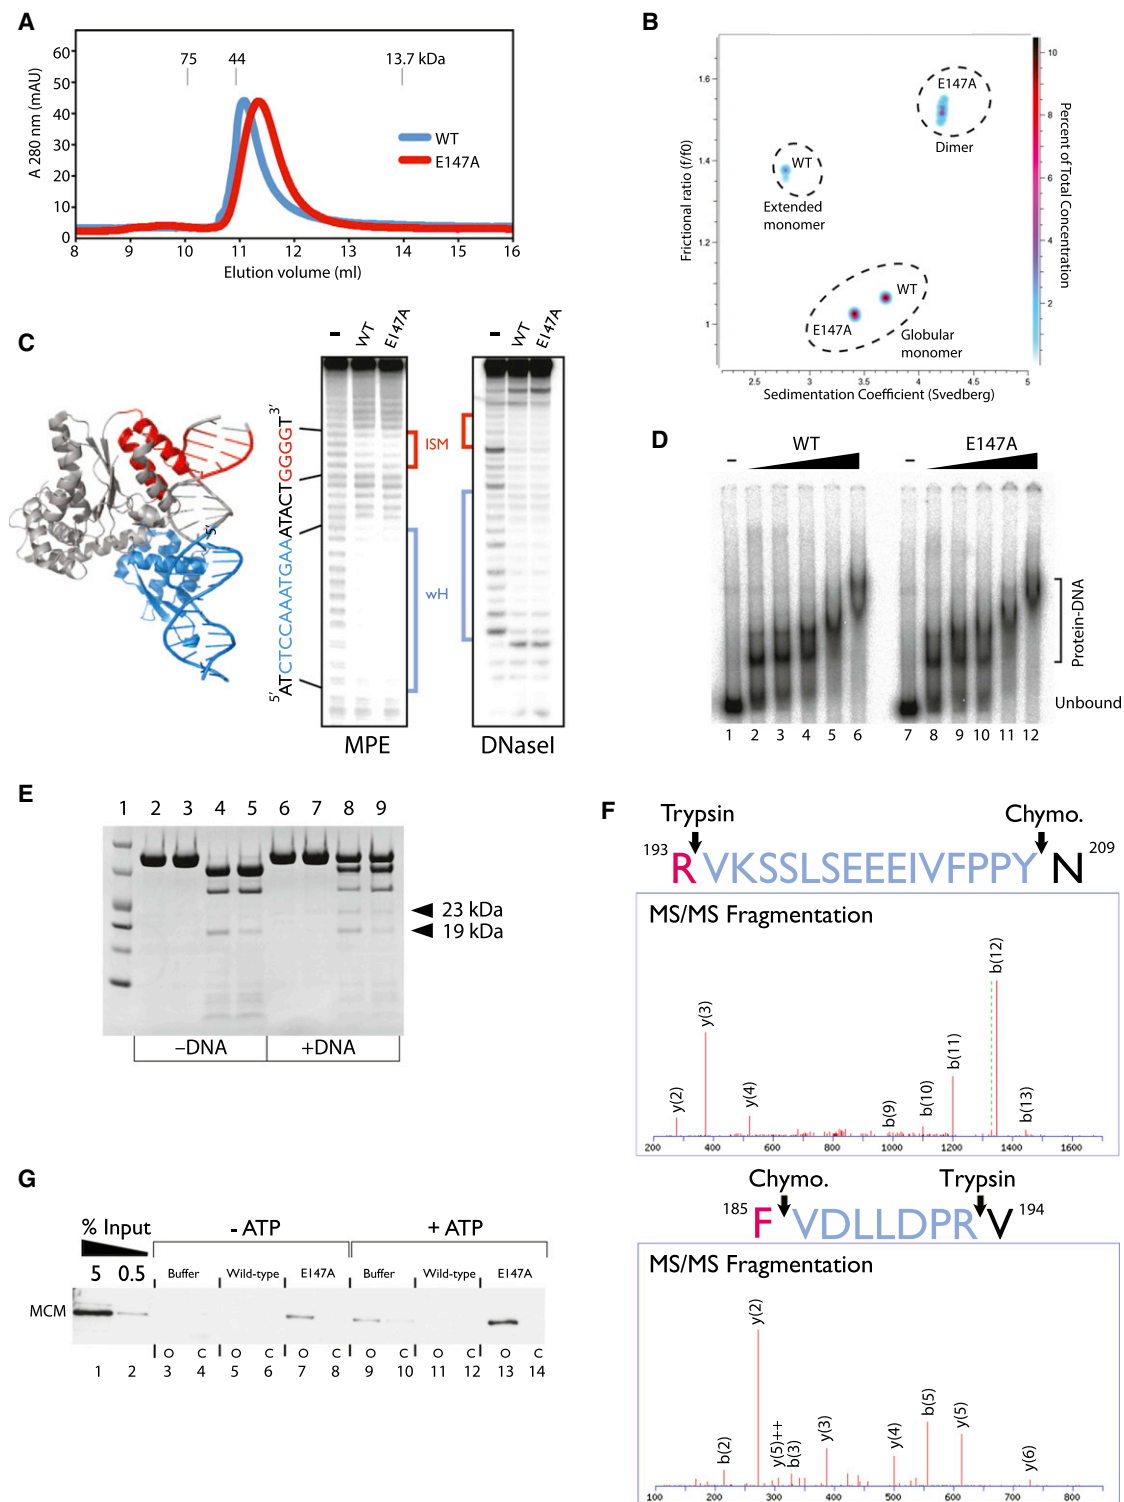 A
60
50
40
30
20
10
0
A 280 nm (mAU)
75
44
13.7 kDa
WT
E147A
8
9
10
11
12
13
14
15
16
Elution volume (ml)
B
1.6
1.4
1.2
1
Frictional ratio (f/f0)
E147A
Dimer
WT
Extended
monomer
WT
E147A
Globular
monomer
2.5
3
3.5
4
4.5
5
Sedimentation Coefficient (Svedberg)
10
8
6
4
2
Percent of Total Concentration
C
5'
5' ATCTCCAAATGAAATACTGGGGT 3'
–
WT
E147A
–
WT
E147A
ISM
wH
MPE
DNaseI
D
–
WT
–
E147A
Protein-DNA
Unbound
1 2 3 4 5 6 7 8 9 10 11 12
E
1 2 3 4 5 6 7 8 9
23 kDa
19 kDa
–DNA
+DNA
F
Trypsin
Chymo.
193 R VKSSLSEEEIVFPPY N 209
MS/MS Fragmentation
y(2)
y(3)
y(4)
b(9)
b(10)
b(11)
b(12)
b(13)
200 400 600 800 1000 1200 1400 1600
Chymo.
Trypsin
185 F VDLLDPR V 194
MS/MS Fragmentation
b(2)
y(2)
y(5)++
b(3)
y(3)
y(4)
b(5)
y(5)
y(6)
100 200 300 400 500 600 700 800
G
% Input
- ATP
+ ATP
5
0.5
Buffer
Wild-type
E147A
Buffer
Wild-type
E147A
MCM
O C O C O C O C O C O C
1 2 3 4 5 6 7 8 9 10 11 12 13 14